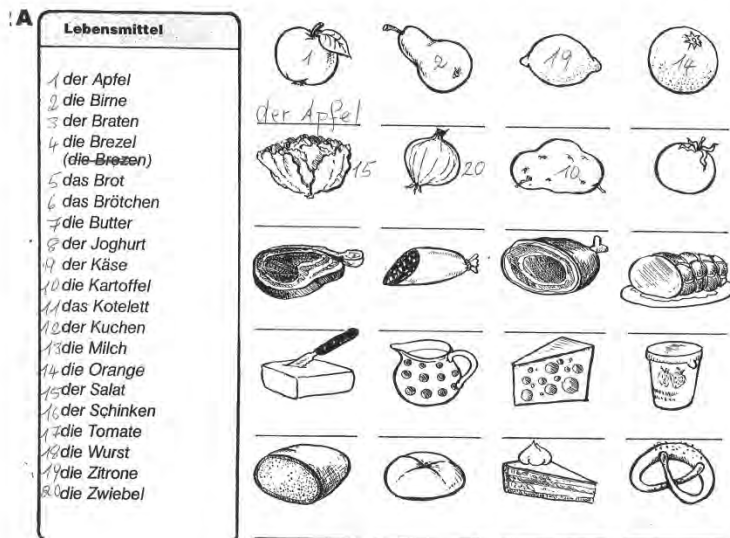 :A
Lebensmittel
1 der Apfel
2 die Birne
3 der Braten
4 die Brezel
(die Brezen)
5 das Brot
6 das Brötchen
7 die Butter
8 der Joghurt
9 der Käse
10 die Kartoffel
11 das Kotelett
12 der Kuchen
13 die Milch
14 die Orange
15 der Salat
16 der Schinken
17 die Tomate
18 die Wurst
19 die Zitrone
20 die Zwiebel
1 2 19 14
der Apfel
15 20 10